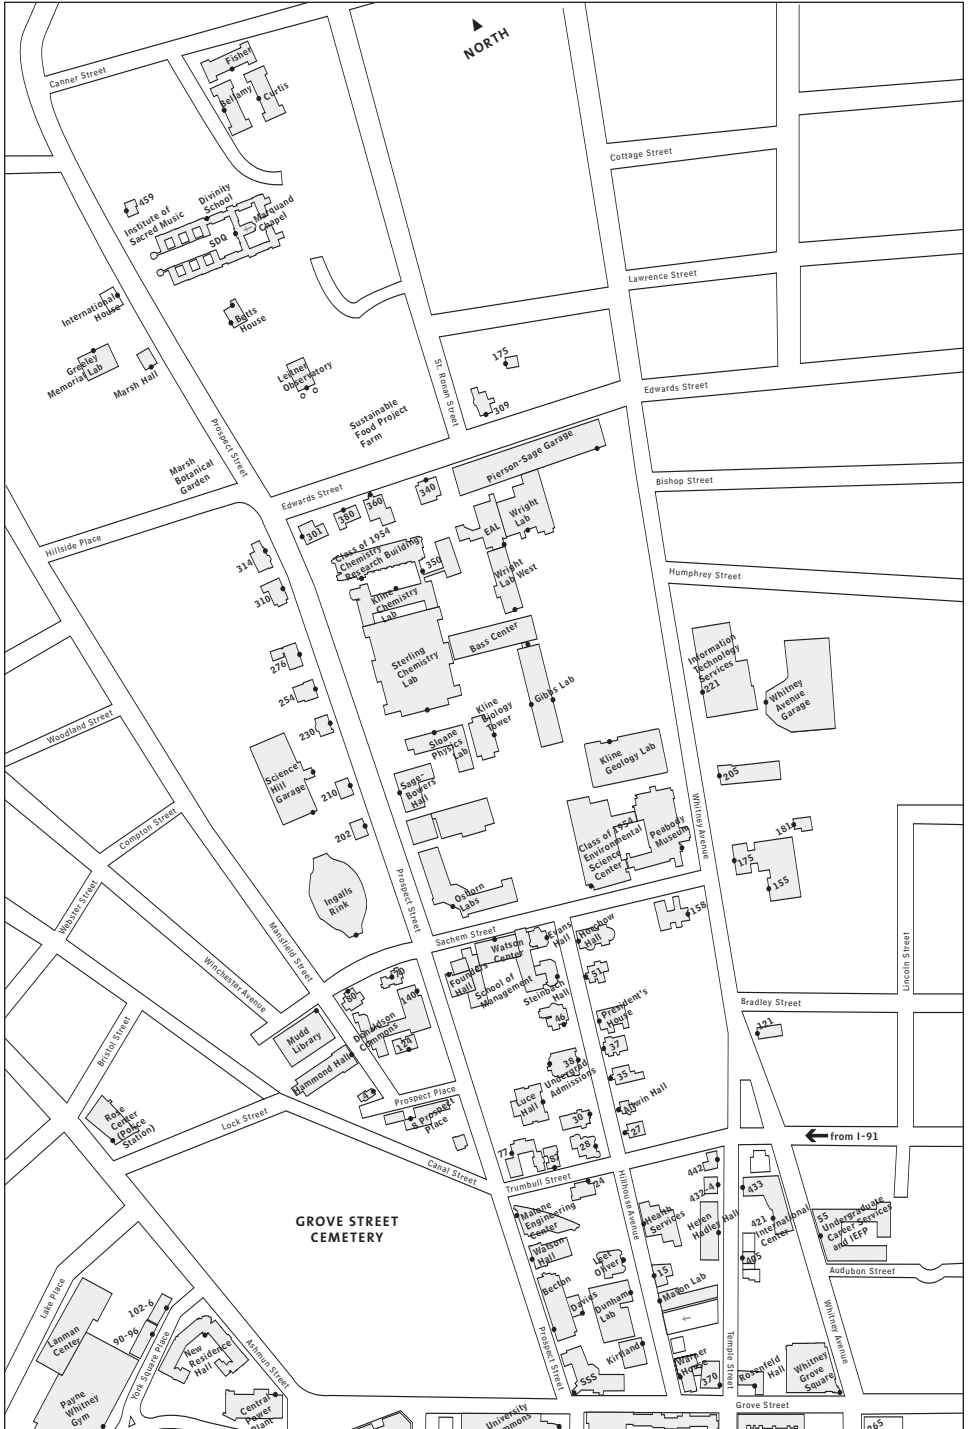 NORTH
Canner Street
Fisher
Bellamy
Curtis
Cottage Street
459
Institute of
Sacred Music
Divinity
School
SDQ
Marquand
Chapel
Lawrence Street
International
House
Betts
House
Greeley
Memorial Lab
Marsh Hall
Leitner
Observatory
175
St. Ronan Street
309
Edwards Street
Sustainable
Food Project
Farm
Prospect Street
Marsh
Botanical
Garden
Pierson-Sage Garage
Bishop Street
Edwards Street
301
380
360
340
EAL
Wright
Lab
Hillside Place
314
310
Class of 1954
Chemistry
Research Building
350
Kline
Chemistry
Lab
Wright
Lab West
Humphrey Street
276
254
230
Sterling
Chemistry
Lab
Bass Center
Gibbs Lab
Information
Technology
Services
221
Whitney
Avenue
Garage
Woodland Street
Science
Hill
Garage
Sloane
Physics
Lab
Kline
Biology
Tower
Kline
Geology Lab
205
210
202
Sage-
Bowers
Hall
Compton Street
Whitney Avenue
Class of 1954
Environmental
Science
Center
Peabody
Museum
181
175
155
Webster Street
Ingalls
Rink
Prospect Street
Osborn
Labs
158
Mansfield Street
Sachem Street
Winchester Avenue
Founders
Hall
Watson
Center
School of
Management
Evans
Hall
Steinbach
Hall
Horchow
Hall
51
Lincoln Street
Bradley Street
121
Bristol Street
80
70
140
Donaldson
Commons
124
Mudd
Library
Hammond Hall
4
46
President's
House
37
38
Undergrad
Admissions
35
Luce
Hall
30
Allwin Hall
27
28
Rose
Center
(Police
Station)
Lock Street
Prospect Place
8 Prospect
Place
Canal Street
77
87
from I-91
Trumbull Street
24
Hillhouse Avenue
442
432-4
433
421
International
Center
405
55
Undergraduate
Career Services
and IEFP
Audubon Street
GROVE STREET
CEMETERY
Malone
Engineering
Center
Watson
Hall
Health
Services
Helen
Hadley Hall
Leet
Oliver
15
Mason Lab
Becton
Davies
Dunham
Lab
Kirtland
SSS
Warner
House
370
Temple Street
Rosenfeld
Hall
Whitney
Grove
Square
Whitney Avenue
Prospect Street
Lake Place
Lanman
Center
102-6
90-96
York Square Place
New
Residence
Hall
Ashmun Street
Payne
Whitney
Gym
Central
Power
Plant
University
Commons
Grove Street
265